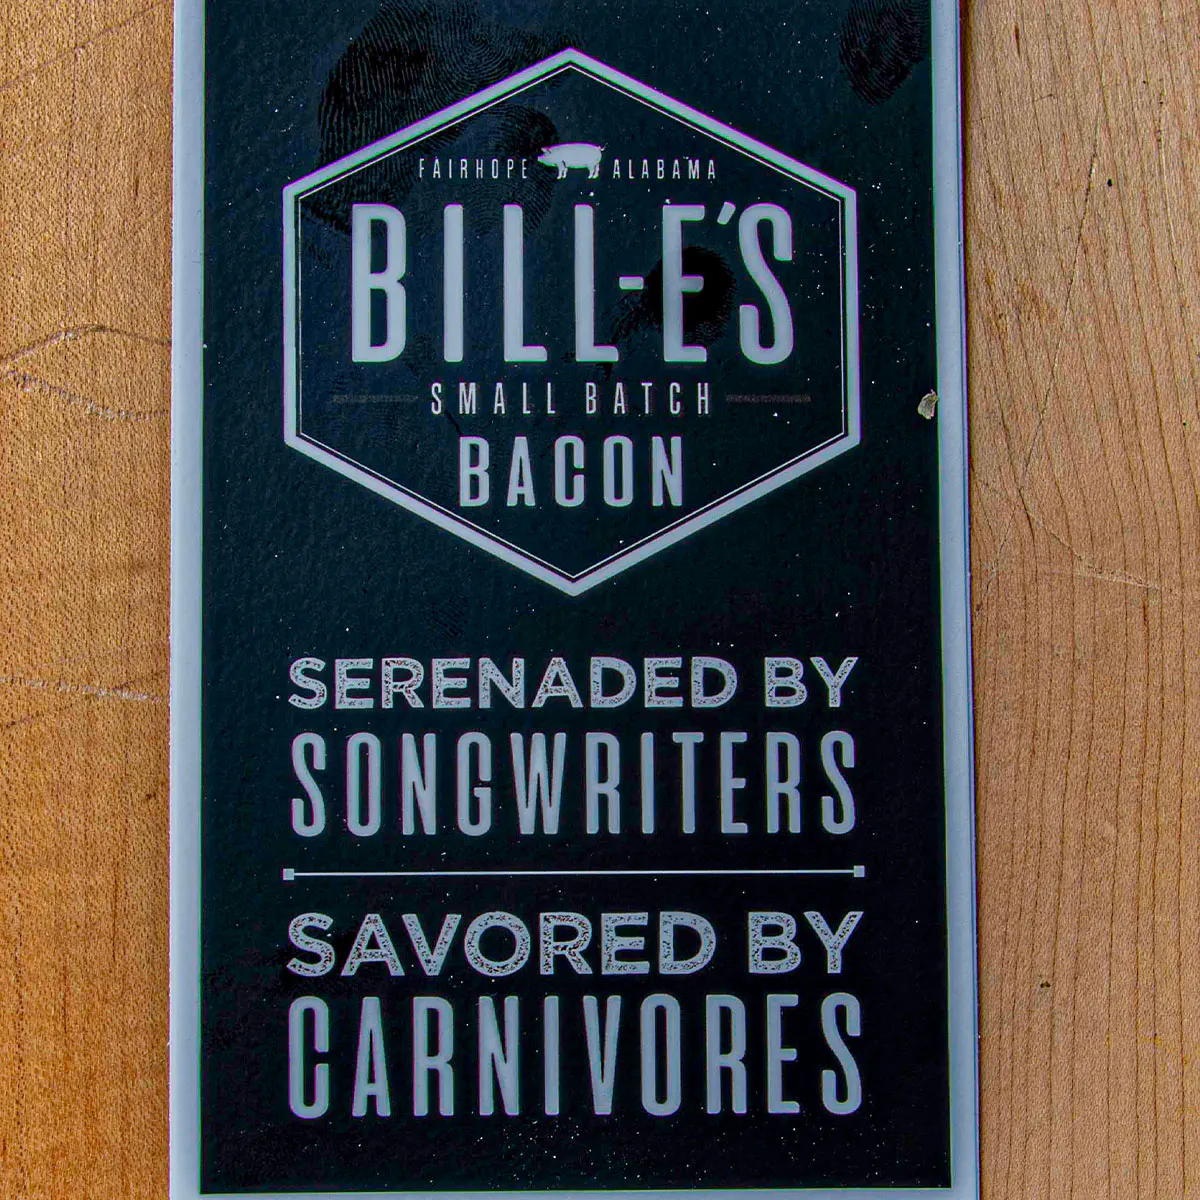 FAIRHOPE ALABAMA
BILL-E'S
SMALL BATCH
BACON
SERENADED BY
SONGWRITERS
SAVORED BY
CARNIVORES